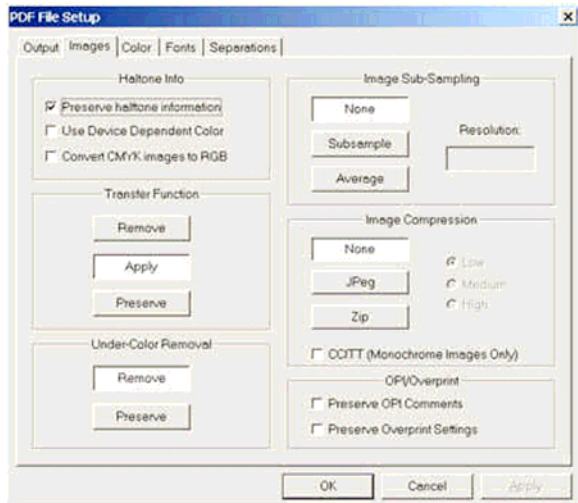 PDF File Setup
Output Images Color Fonts Separations
Haltone Info
Preserve halftone information
Use Device Dependent Color
Convert CMYK images to RGB
Transfer Function
Remove
Apply
Preserve
Under-Color Removal
Remove
Preserve
Image Sub-Sampling
None
Subsample
Average
Resolution:
Image Compression
None
JPeg
Zip
Low
Medium
High
CCITT (Monochrome Images Only)
OPI/Overprint
Preserve OPI Comments
Preserve Overprint Settings
OK Cancel Apply